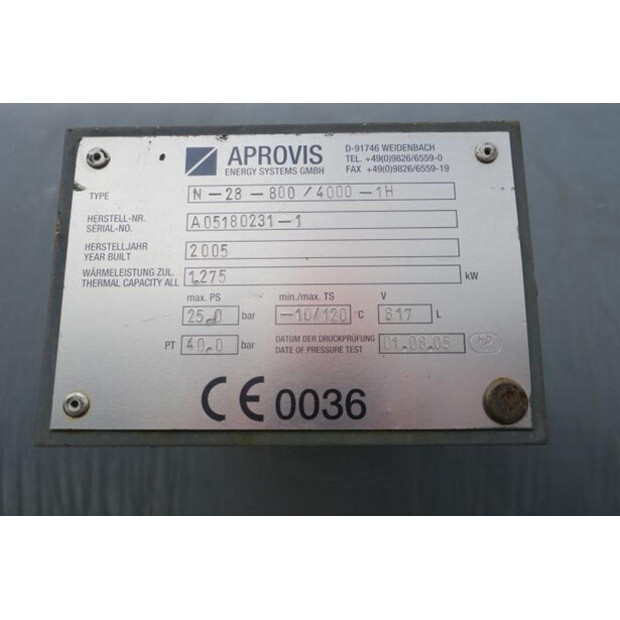 APROVIS
ENERGY SYSTEMS GMBH
D-91746 WEIDENBACH
TEL. +49(0)9826/6559-0
FAX +49(0)9826/6559-19
TYPE N-28-800/4000-1H
HERSTELL-NR. A05180231-1
SERIAL-NO.
HERSTELLJAHR 2005
YEAR BUILT
WÄRMELEISTUNG ZUL. 1.275 kW
THERMAL CAPACITY ALL
max. PS min./max. TS V
25.0 bar -10/120 °C 817 L
PT 40.0 bar DATUM DER DRUCKPRÜFUNG 01.08.05 HP
DATE OF PRESSURE TEST
CE 0036